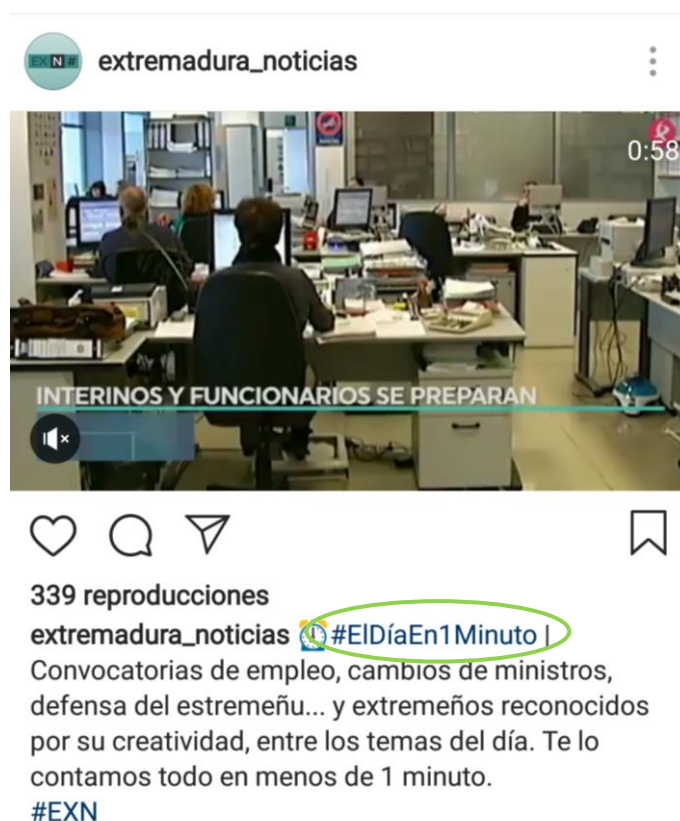 EXN#
extremadura_noticias
0:58
INTERINOS Y FUNCIONARIOS SE PREPARAN
339 reproducciones
extremadura_noticias ⏰ #ElDíaEn1Minuto |
Convocatorias de empleo, cambios de ministros,
defensa del estremeñu... y extremeños reconocidos
por su creatividad, entre los temas del día. Te lo
contamos todo en menos de 1 minuto.
#EXN